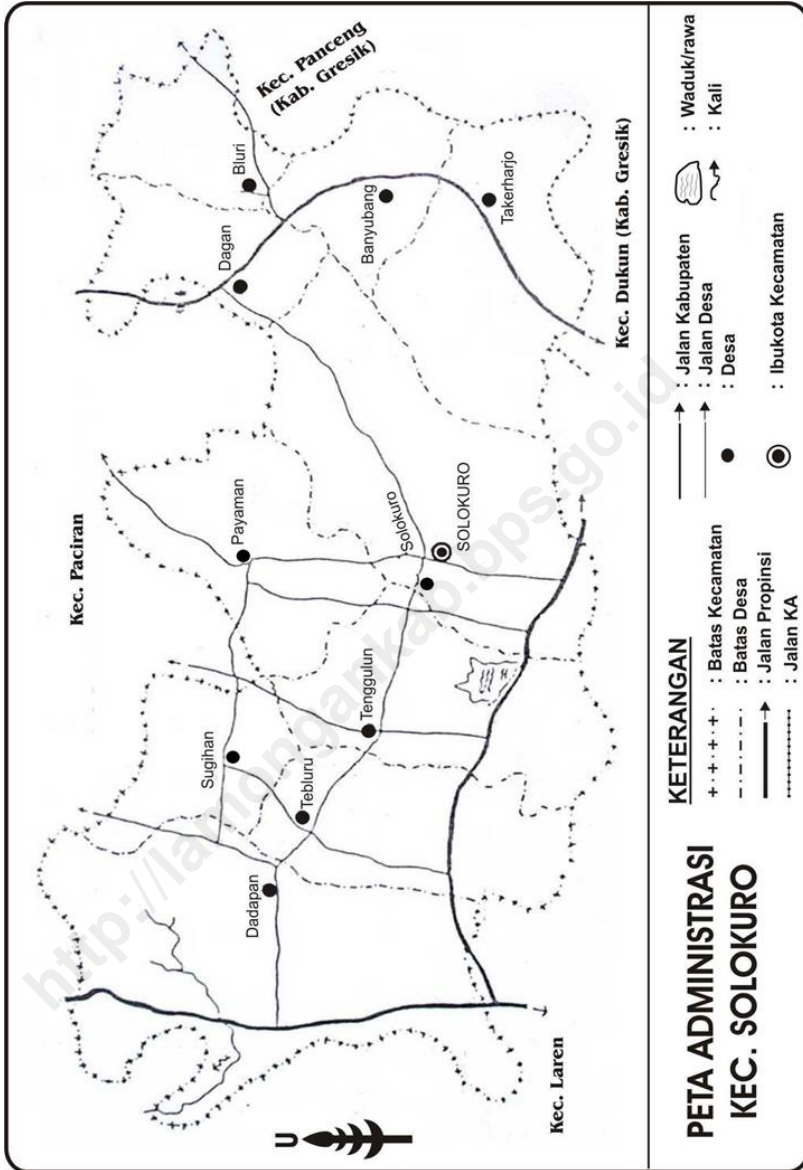 Kec. Paciran
Kec. Panceng
(Kab. Gresik)
Bluri
Dagan
Banyubang
Takerharjo
Payaman
Sugihan
Solokuro
SOLOKURO
Tenggulun
Tebluru
Dadapan
Kec. Dukun (Kab. Gresik)
Kec. Laren
U
http://lamongankab.bps.go.id
PETA ADMINISTRASI
KEC. SOLOKURO
KETERANGAN
: Batas Kecamatan
: Batas Desa
: Jalan Propinsi
: Jalan KA
: Jalan Kabupaten
: Jalan Desa
: Desa
: Ibukota Kecamatan
: Waduk/rawa
: Kali